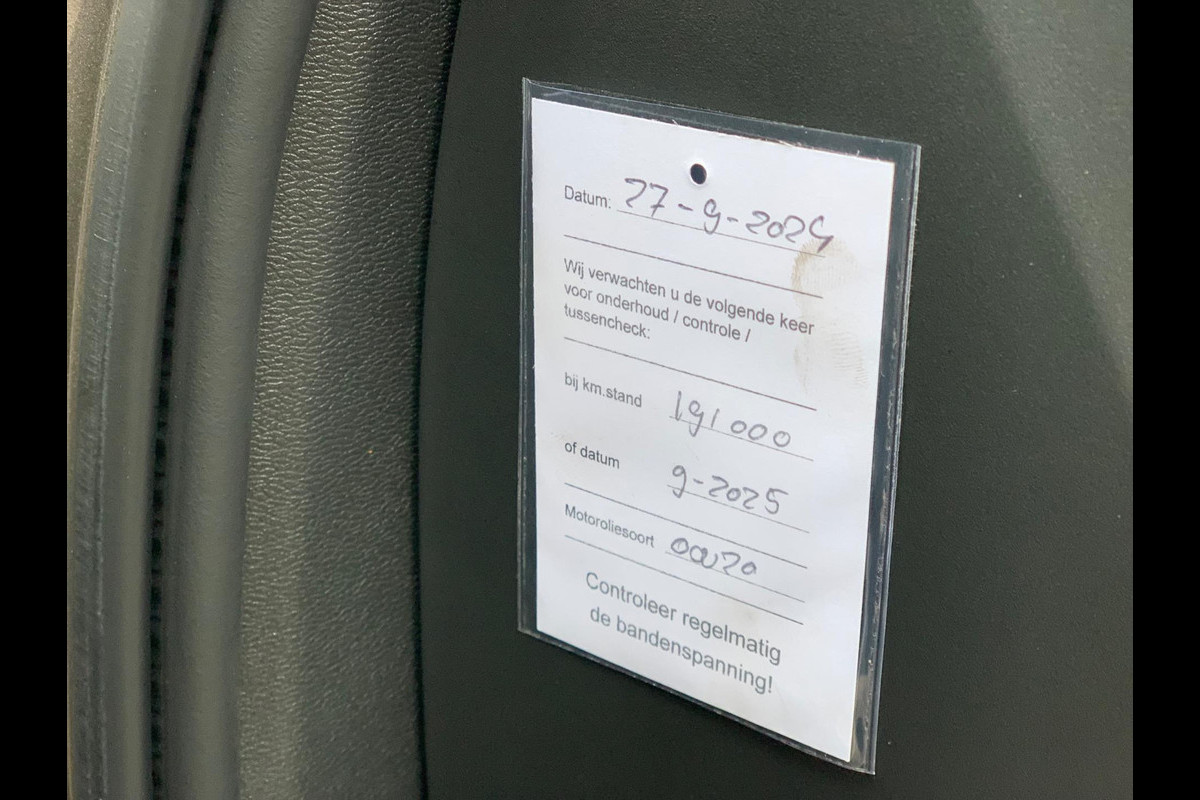 Datum: 27-9-2024
Wij verwachten u de volgende keer
voor onderhoud / controle /
tussencheck:
bij km.stand 191000
of datum 9-2025
Motoroliesoort 00W20
Controleer regelmatig
de bandenspanning!